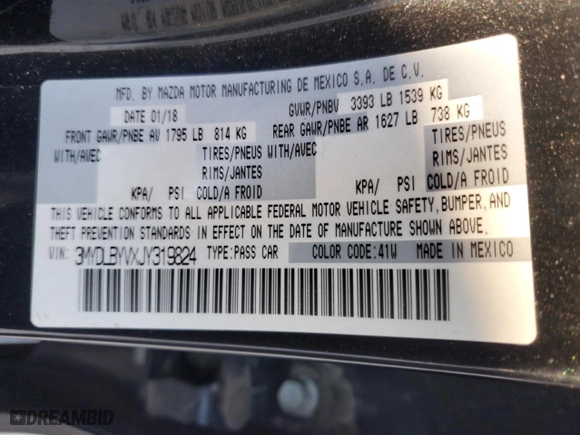 MFD. BY MAZDA MOTOR MANUFACTURING DE MEXICO S.A. DE C.V.
DATE 01/18 GVWR/PNBV 3393 LB 1539 KG
FRONT GAWR/PNBE AV 1795 LB 814 KG REAR GAWR/PNBE AR 1627 LB 738 KG
WITH/AVEC TIRES/PNEUS WITH/AVEC TIRES/PNEUS
RIMS/JANTES RIMS/JANTES
KPA/ PSI COLD/A FROID KPA/ PSI COLD/A FROID
THIS VEHICLE CONFORMS TO ALL APPLICABLE FEDERAL MOTOR VEHICLE SAFETY, BUMPER, AND
THEFT PREVENTION STANDARDS IN EFFECT ON THE DATE OF MANUFACTURE SHOWN ABOVE.
VIN: 3MYDLBYVXJY319824 TYPE:PASS CAR COLOR CODE:41W MADE IN MEXICO
DREAMBID